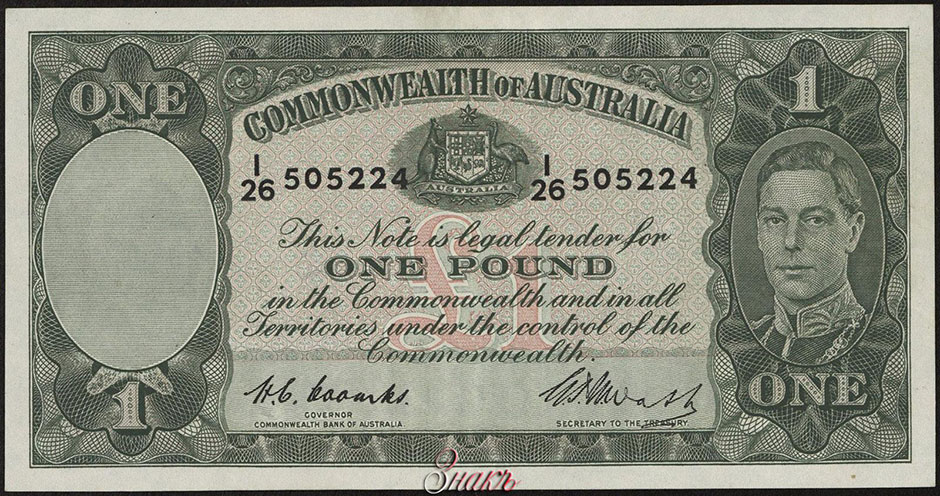 ONE
1
COMMONWEALTH OF AUSTRALIA
AUSTRALIA
I/26 505224
I/26 505224
This Note is legal tender for
ONE POUND
£1
in the Commonwealth and in all
Territories under the control of the
Commonwealth.
1
ONE
H.C. Coombs.
GOVERNOR
COMMONWEALTH BANK OF AUSTRALIA.
SECRETARY TO THE TREASURY.
Знакъ